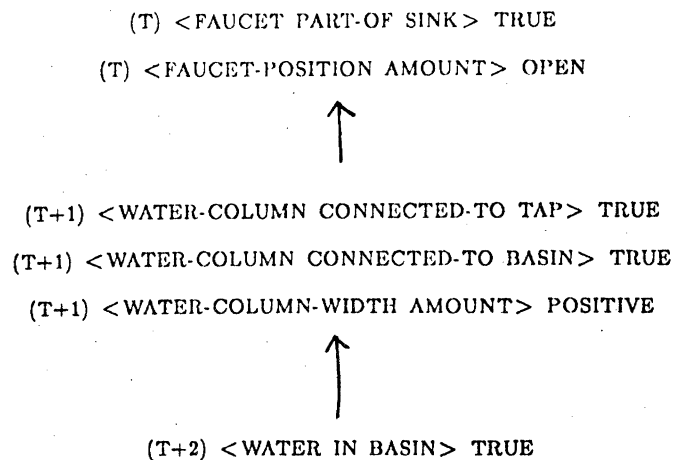 (T) <FAUCET PART-OF SINK> TRUE
(T) <FAUCET-POSITION AMOUNT> OPEN
(T+1) <WATER-COLUMN CONNECTED-TO TAP> TRUE
(T+1) <WATER-COLUMN CONNECTED-TO BASIN> TRUE
(T+1) <WATER-COLUMN-WIDTH AMOUNT> POSITIVE
(T+2) <WATER IN BASIN> TRUE